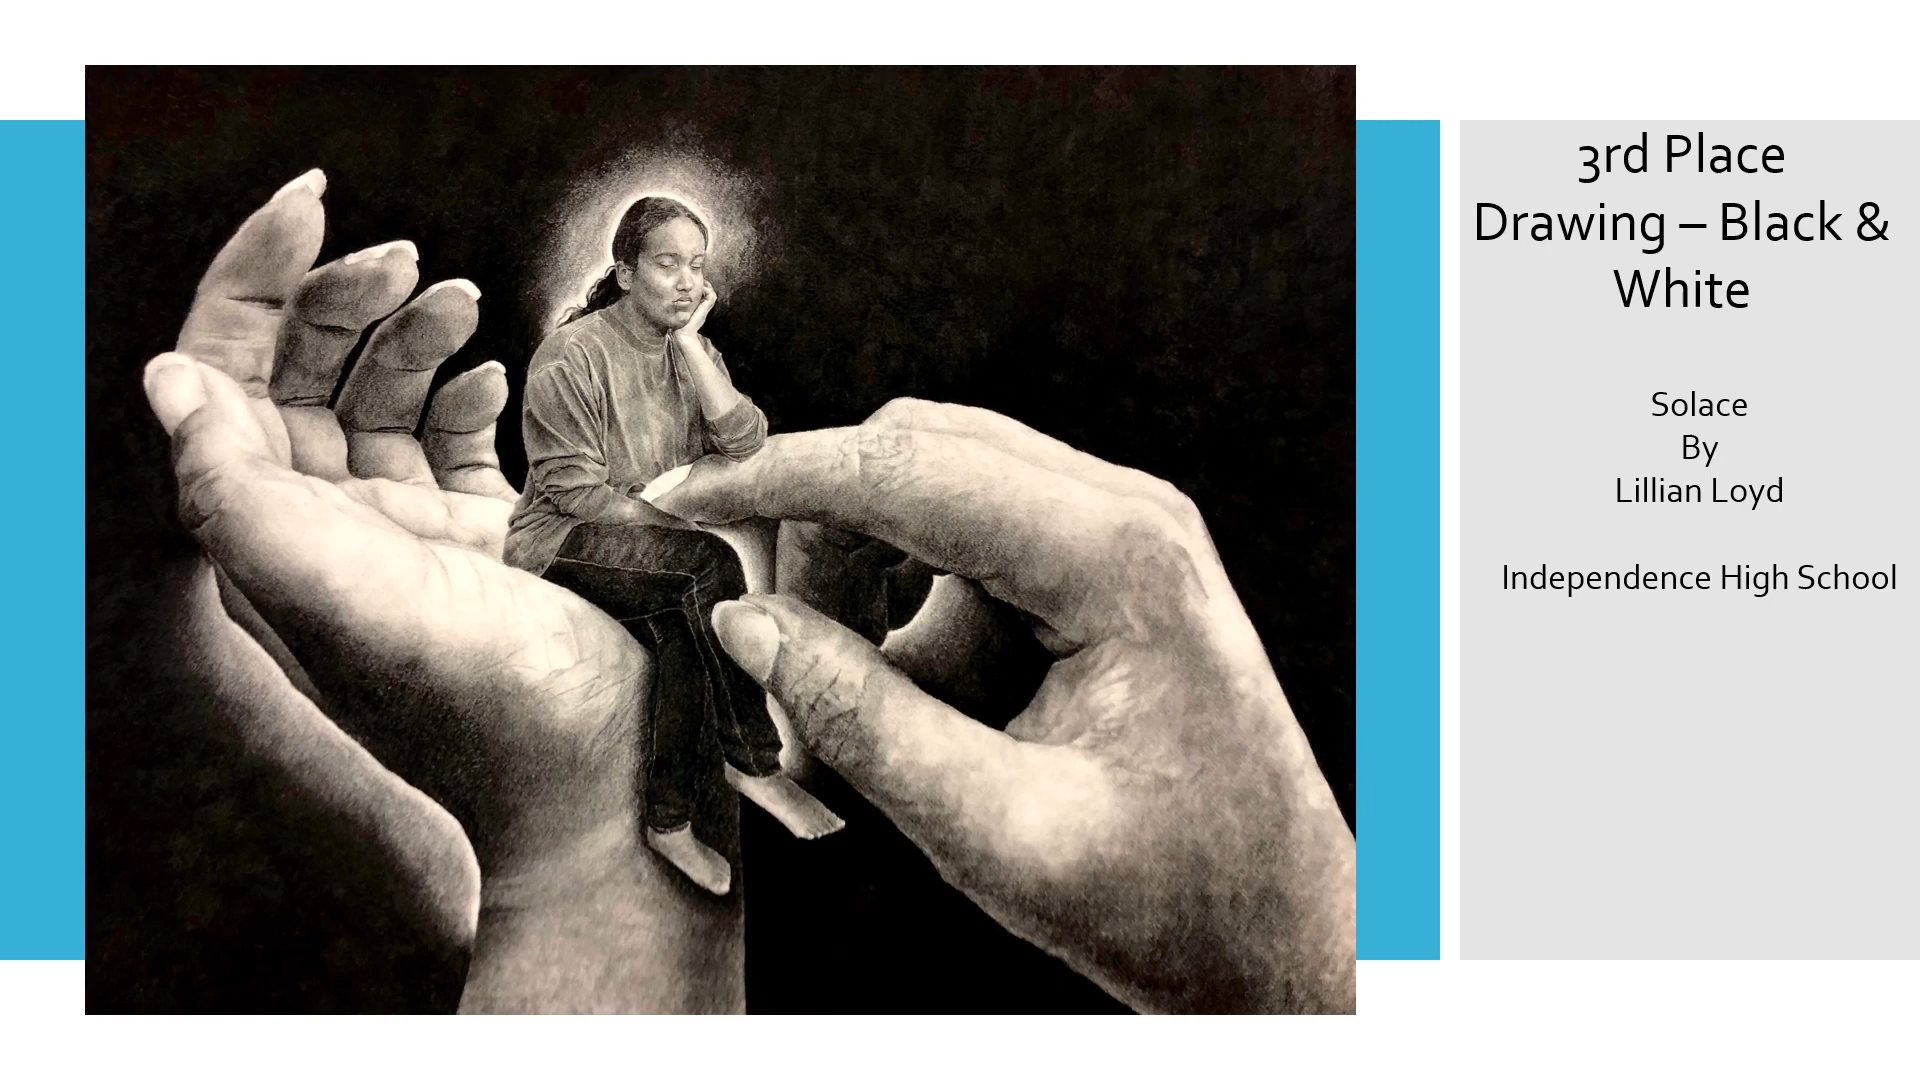 3rd Place
Drawing – Black &
White
Solace
By
Lillian Loyd
Independence High School